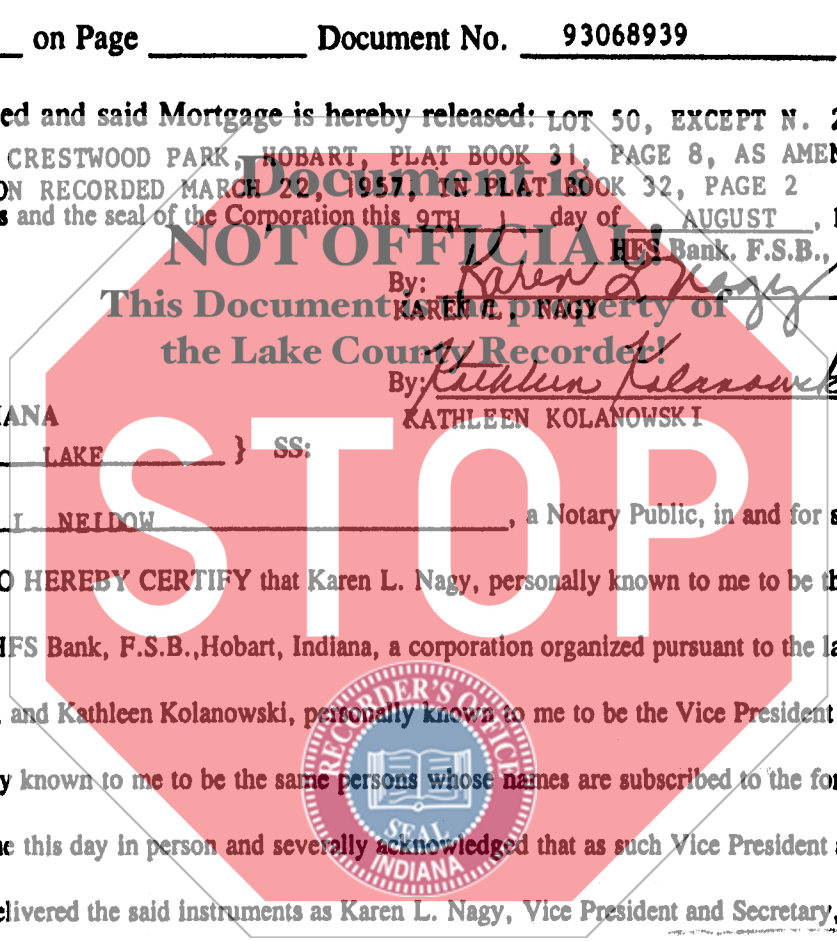 on Page Document No. 93068939
ed and said Mortgage is hereby released: LOT 50, EXCEPT N. 2
CRESTWOOD PARK, HOBART, PLAT BOOK 31, PAGE 8, AS AMEN
Document is
ON RECORDED MARCH 22, 1957, IN PLAT BOOK 32, PAGE 2
s and the seal of the Corporation this 9TH day of AUGUST,
NOT OFFICIAL!
HFS Bank, F.S.B.,
By: Karen L Nagy
This Document is the property of
KAREN L. NAGY
the Lake County Recorder!
By: Kathleen Kolanowski
IANA
KATHLEEN KOLANOWSKI
LAKE } SS:
STOP
I. NEIDOW, a Notary Public, in and for s
O HEREBY CERTIFY that Karen L. Nagy, personally known to me to be th
HFS Bank, F.S.B.,Hobart, Indiana, a corporation organized pursuant to the la
RECORDER'S OFFICE
, and Kathleen Kolanowski, personally known to me to be the Vice President
y known to me to be the same persons whose names are subscribed to the for
SEAL
e this day in person and severally acknowledged that as such Vice President a
INDIANA
elivered the said instruments as Karen L. Nagy, Vice President and Secretary,